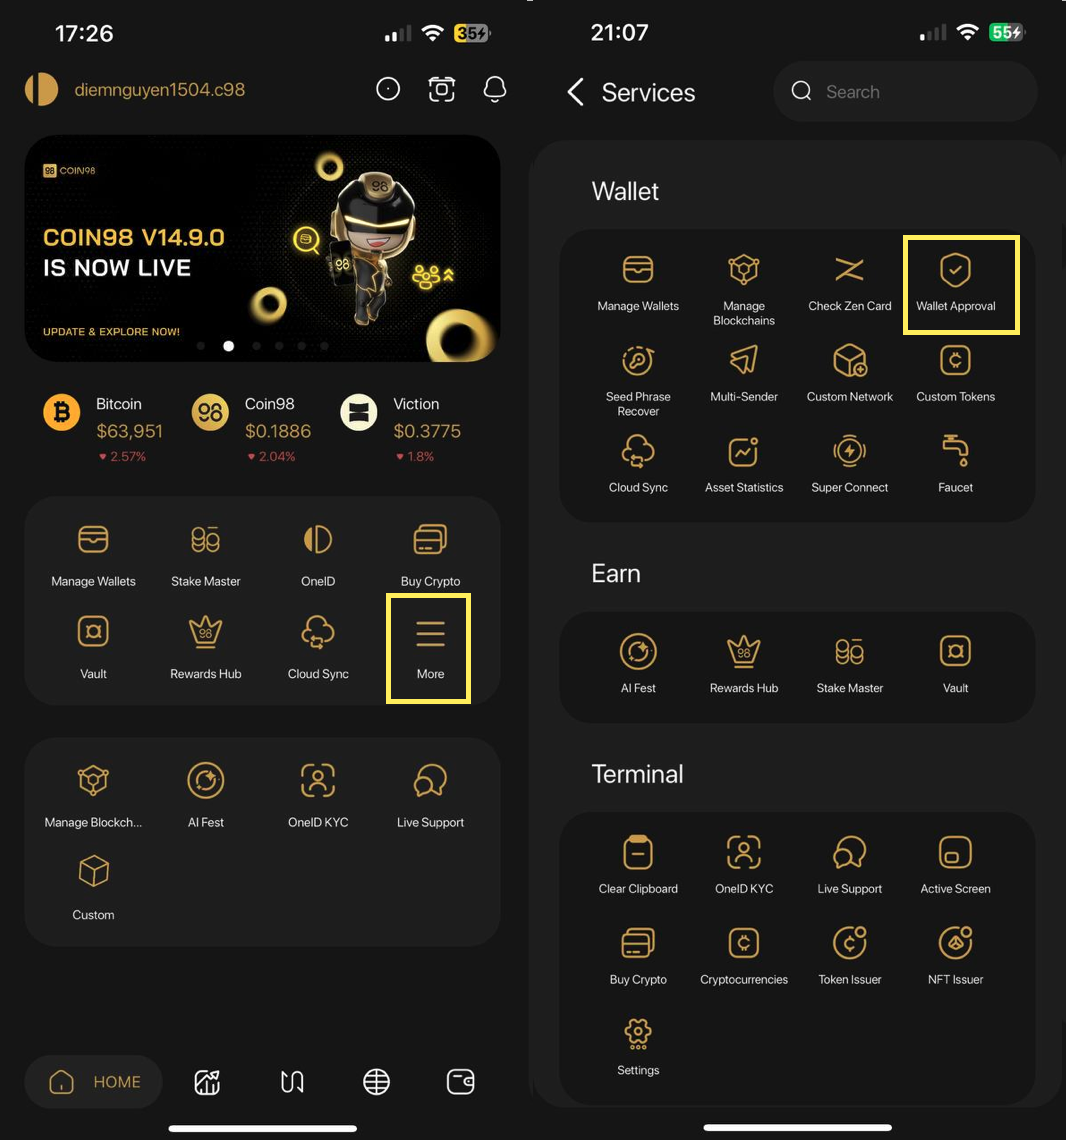 17:26
35
diemnguyen1504.c98
98 COIN98
98
COIN98 V14.9.0
IS NOW LIVE
98
UPDATE & EXPLORE NOW!
Bitcoin
$63,951
2.57%
Coin98
$0.1886
2.04%
Viction
$0.3775
1.8%
Manage Wallets
Stake Master
OneID
Buy Crypto
Vault
98
Rewards Hub
Cloud Sync
More
Manage Blockch...
AI Fest
OneID KYC
Live Support
Custom
HOME
21:07
55
Services
Search
Wallet
Manage Wallets
Manage
Blockchains
Check Zen Card
Wallet Approval
Seed Phrase
Recover
Multi-Sender
Custom Network
Custom Tokens
Cloud Sync
Asset Statistics
Super Connect
Faucet
Earn
AI Fest
98
Rewards Hub
Stake Master
Vault
Terminal
Clear Clipboard
OneID KYC
Live Support
Active Screen
Buy Crypto
Cryptocurrencies
Token Issuer
NFT Issuer
Settings